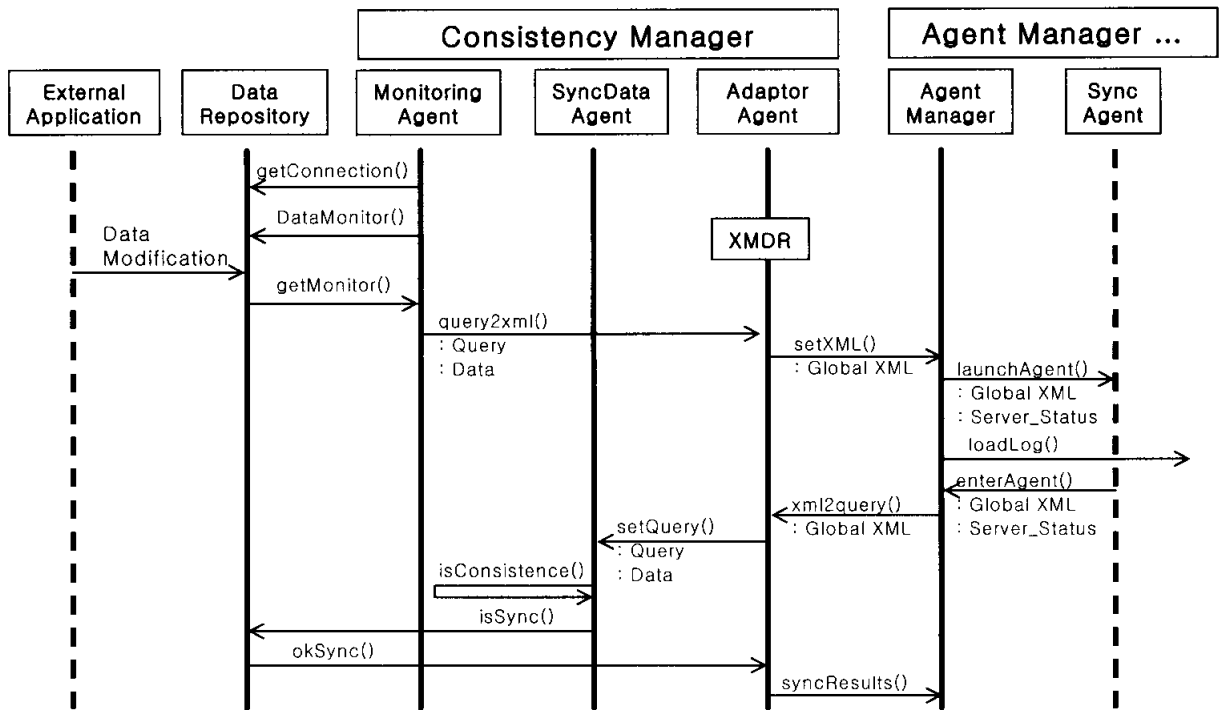 Consistency Manager
Agent Manager ...
External
Application
Data
Repository
Monitoring
Agent
SyncData
Agent
Adaptor
Agent
Agent
Manager
Sync
Agent
getConnection()
DataMonitor()
Data
Modification
XMDR
getMonitor()
query2xml()
: Query
: Data
setXML()
: Global XML
launchAgent()
: Global XML
: Server_Status
loadLog()
enterAgent()
: Global XML
: Server_Status
xml2query()
: Global XML
setQuery()
: Query
: Data
isConsistence()
isSync()
okSync()
syncResults()